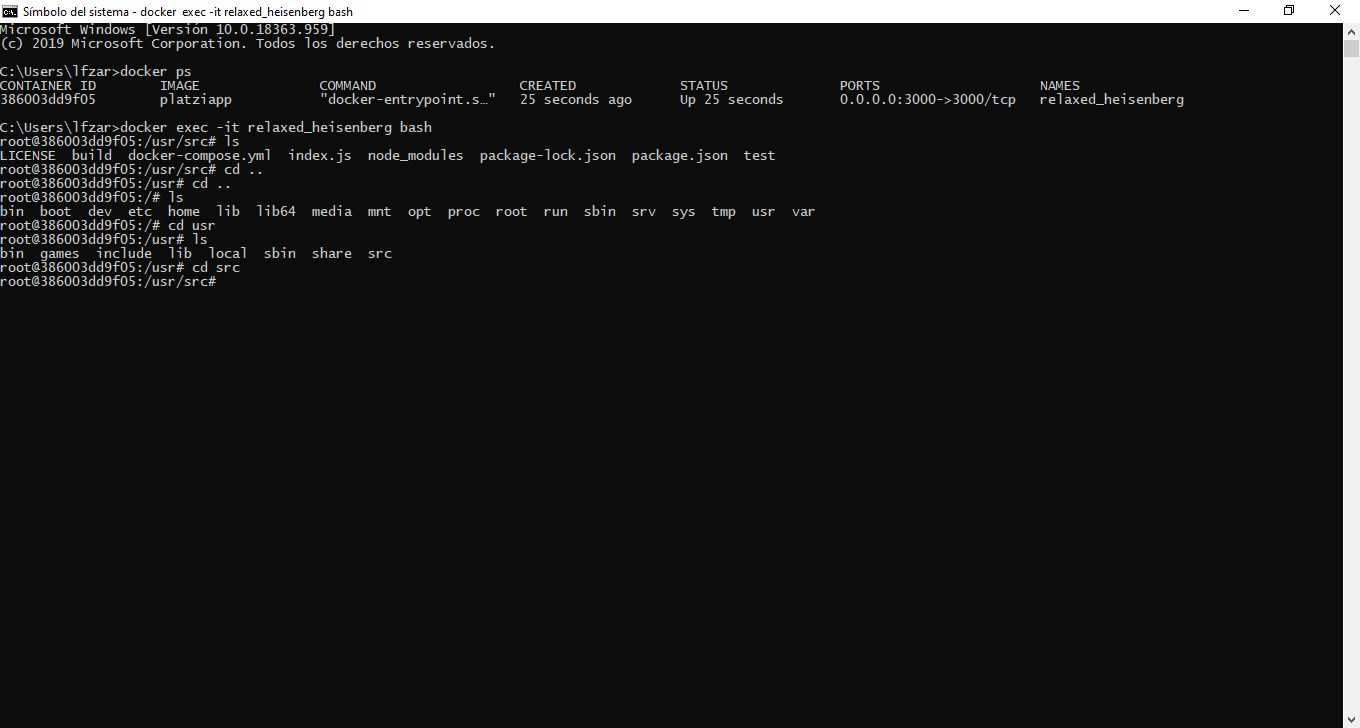 Símbolo del sistema - docker  exec -it relaxed_heisenberg bash
Microsoft Windows [Versión 10.0.18363.959]
(c) 2019 Microsoft Corporation. Todos los derechos reservados.
C:\Users\lfzar>docker ps
CONTAINER ID        IMAGE               COMMAND                  CREATED             STATUS              PORTS                    NAMES
386003dd9f05        platziapp           "docker-entrypoint.s…"   25 seconds ago      Up 25 seconds       0.0.0.0:3000->3000/tcp   relaxed_heisenberg
C:\Users\lfzar>docker exec -it relaxed_heisenberg bash
root@386003dd9f05:/usr/src# ls
LICENSE  build  docker-compose.yml  index.js  node_modules  package-lock.json  package.json  test
root@386003dd9f05:/usr/src# cd ..
root@386003dd9f05:/usr# cd ..
root@386003dd9f05:/# ls
bin  boot  dev  etc  home  lib  lib64  media  mnt  opt  proc  root  run  sbin  srv  sys  tmp  usr  var
root@386003dd9f05:/# cd usr
root@386003dd9f05:/usr# ls
bin  games  include  lib  local  sbin  share  src
root@386003dd9f05:/usr# cd src
root@386003dd9f05:/usr/src#